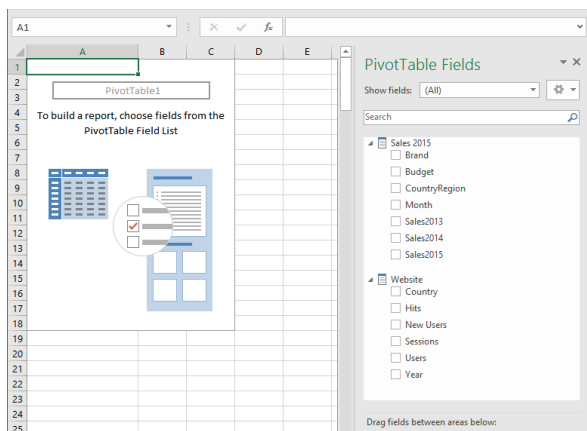 A1
fx
A B C D E
1
2
3
4
5
6
7
8
9
10
11
12
13
14
15
16
17
18
19
20
21
22
23
24
25
PivotTable1
To build a report, choose fields from the
PivotTable Field List
PivotTable Fields
Show fields: (All)
Search
Sales 2015
Brand
Budget
CountryRegion
Month
Sales2013
Sales2014
Sales2015
Website
Country
Hits
New Users
Sessions
Users
Year
Drag fields between areas below: